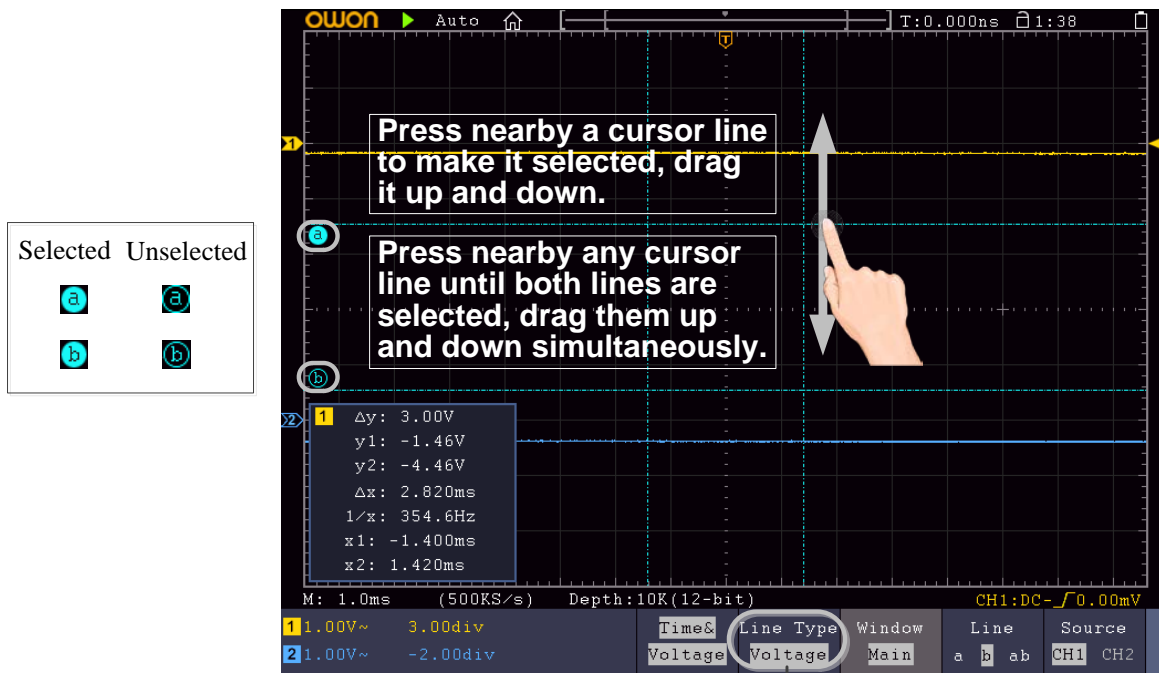 Selected Unselected
a a
b b
OWON Auto T:0.000ns 1:38
T
1
Press nearby a cursor line
to make it selected, drag
it up and down.
a
Press nearby any cursor
line until both lines are
selected, drag them up
and down simultaneously.
b
2
1 Δy: 3.00V
y1: -1.46V
y2: -4.46V
Δx: 2.820ms
1/x: 354.6Hz
x1: -1.400ms
x2: 1.420ms
M: 1.0ms (500KS/s) Depth:10K(12-bit) CH1:DC-∫0.00mV
1 1.00V~ 3.00div Time& Line Type Window Line Source
2 1.00V~ -2.00div Voltage Voltage Main a b ab CH1 CH2